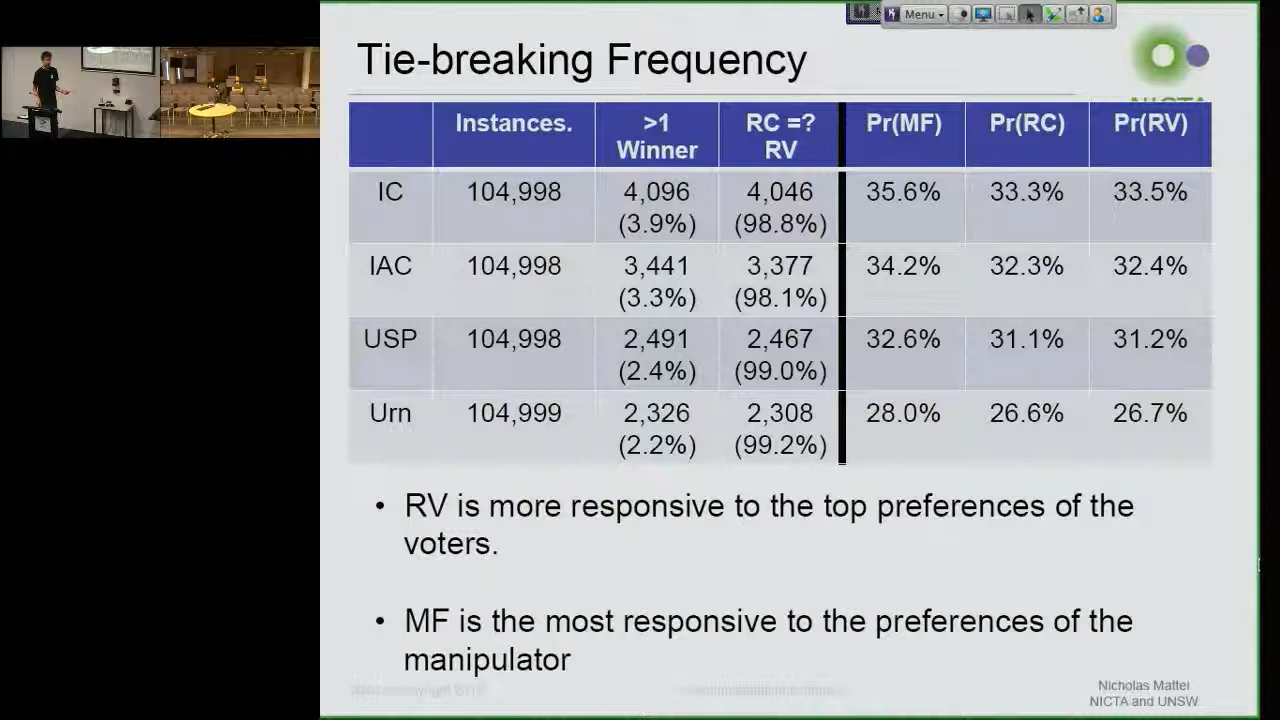 Menu
Tie-breaking Frequency
NICTA
Instances. >1 Winner RC =? RV Pr(MF) Pr(RC) Pr(RV)
IC 104,998 4,096 (3.9%) 4,046 (98.8%) 35.6% 33.3% 33.5%
IAC 104,998 3,441 (3.3%) 3,377 (98.1%) 34.2% 32.3% 32.4%
USP 104,998 2,491 (2.4%) 2,467 (99.0%) 32.6% 31.1% 31.2%
Urn 104,999 2,326 (2.2%) 2,308 (99.2%) 28.0% 26.6% 26.7%
• RV is more responsive to the top preferences of the
voters.
• MF is the most responsive to the preferences of the
manipulator
Nicholas Mattei
NICTA and UNSW